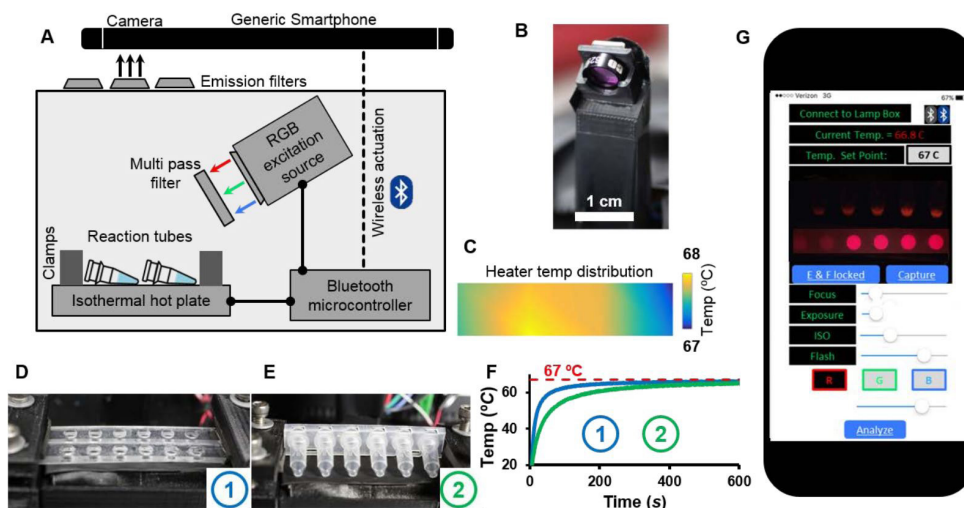 A
Camera
Generic Smartphone
Emission filters
RGB
excitation
source
Multi pass
filter
Wireless actuation
Clamps
Reaction tubes
Isothermal hot plate
Bluetooth
microcontroller
B
1 cm
C
Heater temp distribution
68
Temp (ºC)
67
D
1
E
2
F
67 ºC
Temp (ºC)
60
40
20
1
2
0
200
400
600
Time (s)
G
Verizon 3G
67%
Connect to Lamp Box
Current Temp. = 66.8 C
Temp. Set Point:
67 C
E & F locked
Capture
Focus
Exposure
ISO
Flash
R
G
B
Analyze